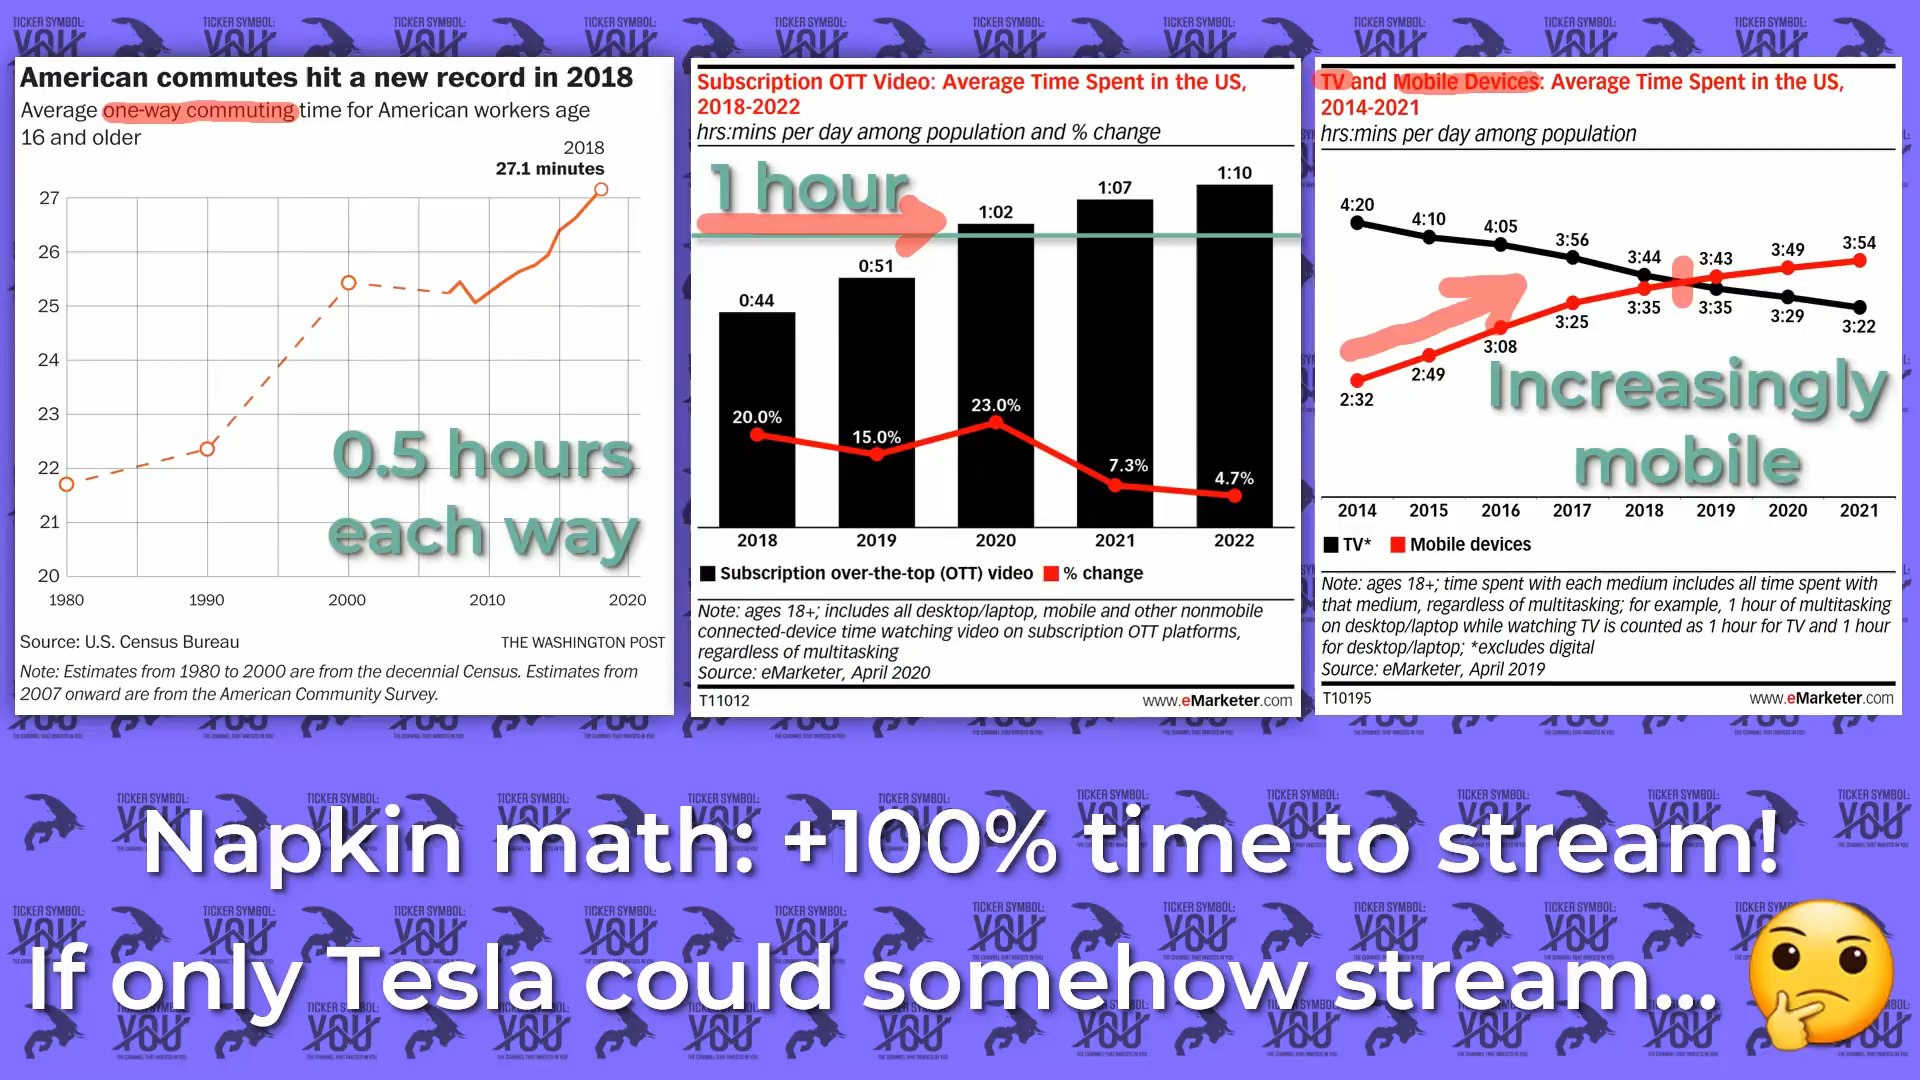 American commutes hit a new record in 2018
Average one-way commuting time for American workers age
16 and older
2018
27.1 minutes
27
26
25
24
23
22
21
20
0.5 hours
each way
1980 1990 2000 2010 2020
Source: U.S. Census Bureau THE WASHINGTON POST
Note: Estimates from 1980 to 2000 are from the decennial Census. Estimates from
2007 onward are from the American Community Survey.
Subscription OTT Video: Average Time Spent in the US,
2018-2022
hrs:mins per day among population and % change
1 hour
0:44 0:51 1:02 1:07 1:10
20.0% 15.0% 23.0% 7.3% 4.7%
2018 2019 2020 2021 2022
Subscription over-the-top (OTT) video % change
Note: ages 18+; includes all desktop/laptop, mobile and other nonmobile
connected-device time watching video on subscription OTT platforms,
regardless of multitasking
Source: eMarketer, April 2020
T11012 www.eMarketer.com
TV and Mobile Devices: Average Time Spent in the US,
2014-2021
hrs:mins per day among population
4:20 4:10 4:05 3:56 3:44 3:43 3:49 3:54
2:32 2:49 3:08 3:25 3:35 3:35 3:29 3:22
Increasingly
mobile
2014 2015 2016 2017 2018 2019 2020 2021
TV* Mobile devices
Note: ages 18+; time spent with each medium includes all time spent with
that medium, regardless of multitasking; for example, 1 hour of multitasking
on desktop/laptop while watching TV is counted as 1 hour for TV and 1 hour
for desktop/laptop; *excludes digital
Source: eMarketer, April 2019
T10195 www.eMarketer.com
Napkin math: +100% time to stream!
If only Tesla could somehow stream...
TICKER SYMBOL:
YOU
THE CHANNEL THAT INVESTS IN YOU